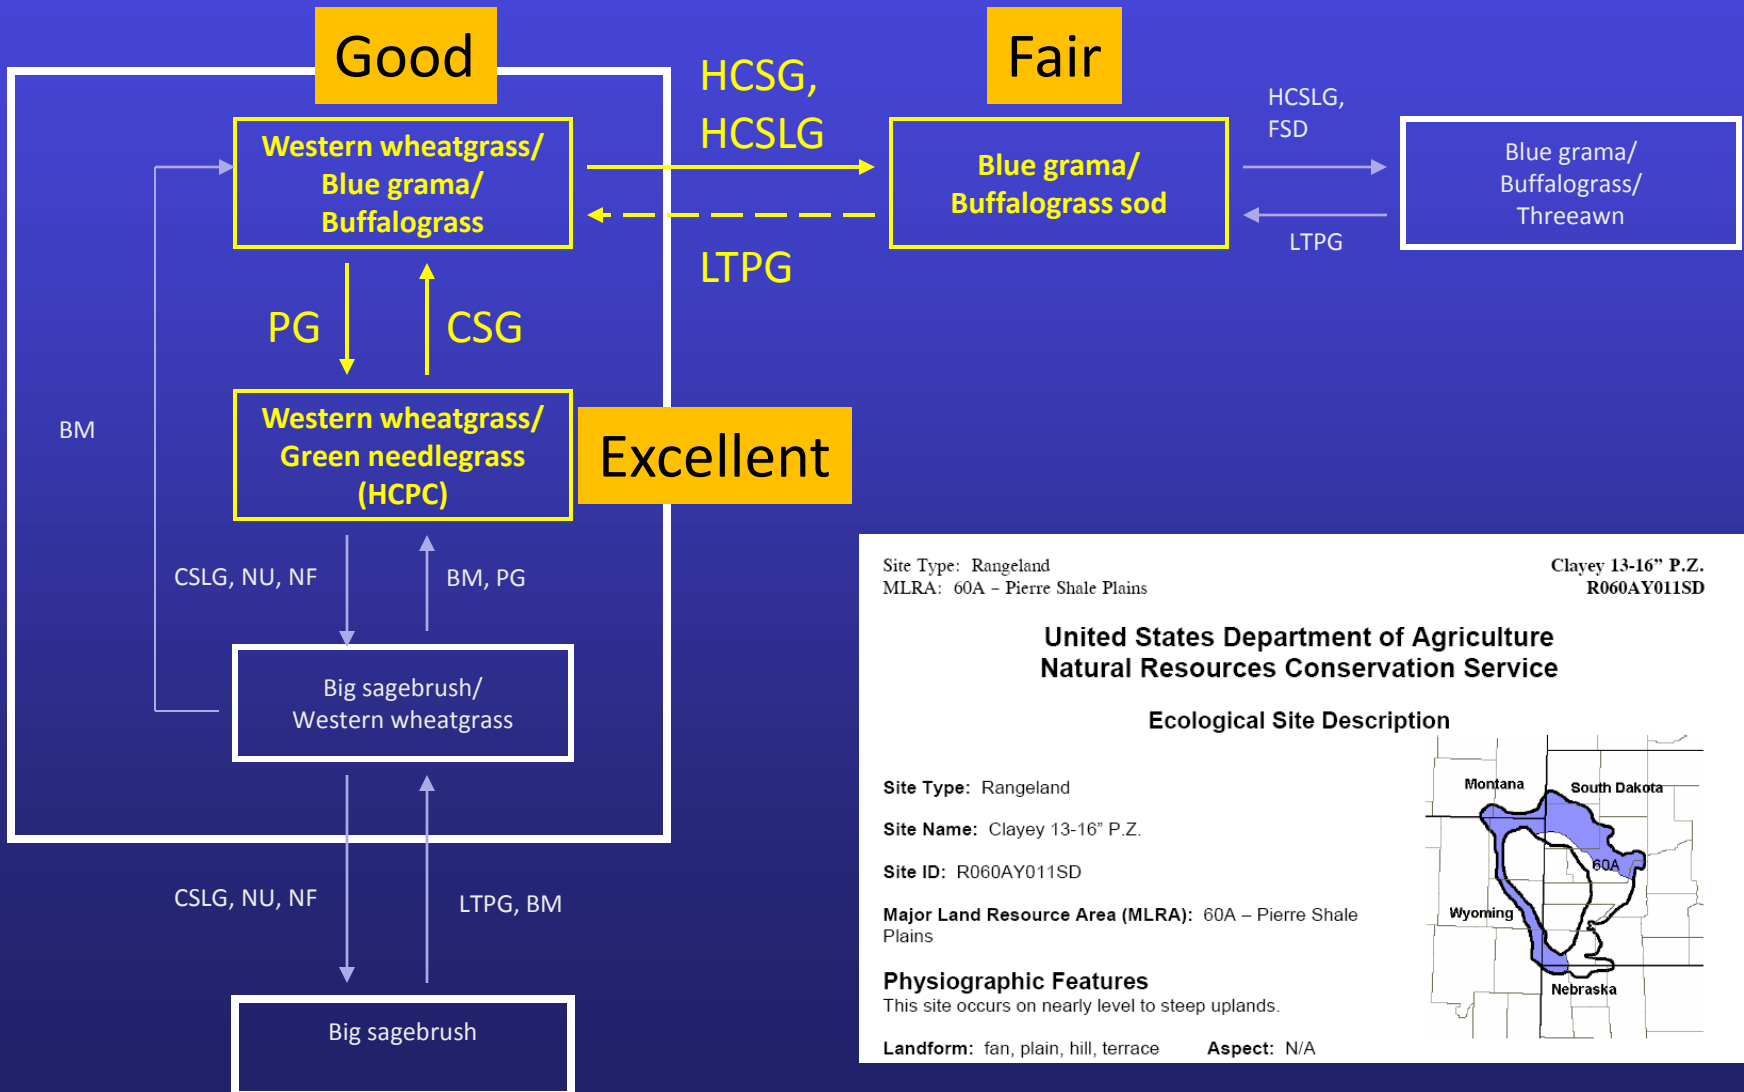 Good
Fair
HCSG,
HCSLG
HCSLG,
FSD
Western wheatgrass/
Blue grama/
Buffalograss
Blue grama/
Buffalograss sod
Blue grama/
Buffalograss/
Threeawn
LTPG
LTPG
PG
CSG
BM
Western wheatgrass/
Green needlegrass
(HCPC)
Excellent
CSLG, NU, NF
BM, PG
Big sagebrush/
Western wheatgrass
CSLG, NU, NF
LTPG, BM
Big sagebrush
Site Type: Rangeland
MLRA: 60A – Pierre Shale Plains
Clayey 13-16” P.Z.
R060AY011SD
United States Department of Agriculture
Natural Resources Conservation Service
Ecological Site Description
Site Type: Rangeland
Site Name: Clayey 13-16” P.Z.
Site ID: R060AY011SD
Major Land Resource Area (MLRA): 60A – Pierre Shale
Plains
Physiographic Features
This site occurs on nearly level to steep uplands.
Landform: fan, plain, hill, terrace Aspect: N/A
Montana
South Dakota
60A
Wyoming
Nebraska